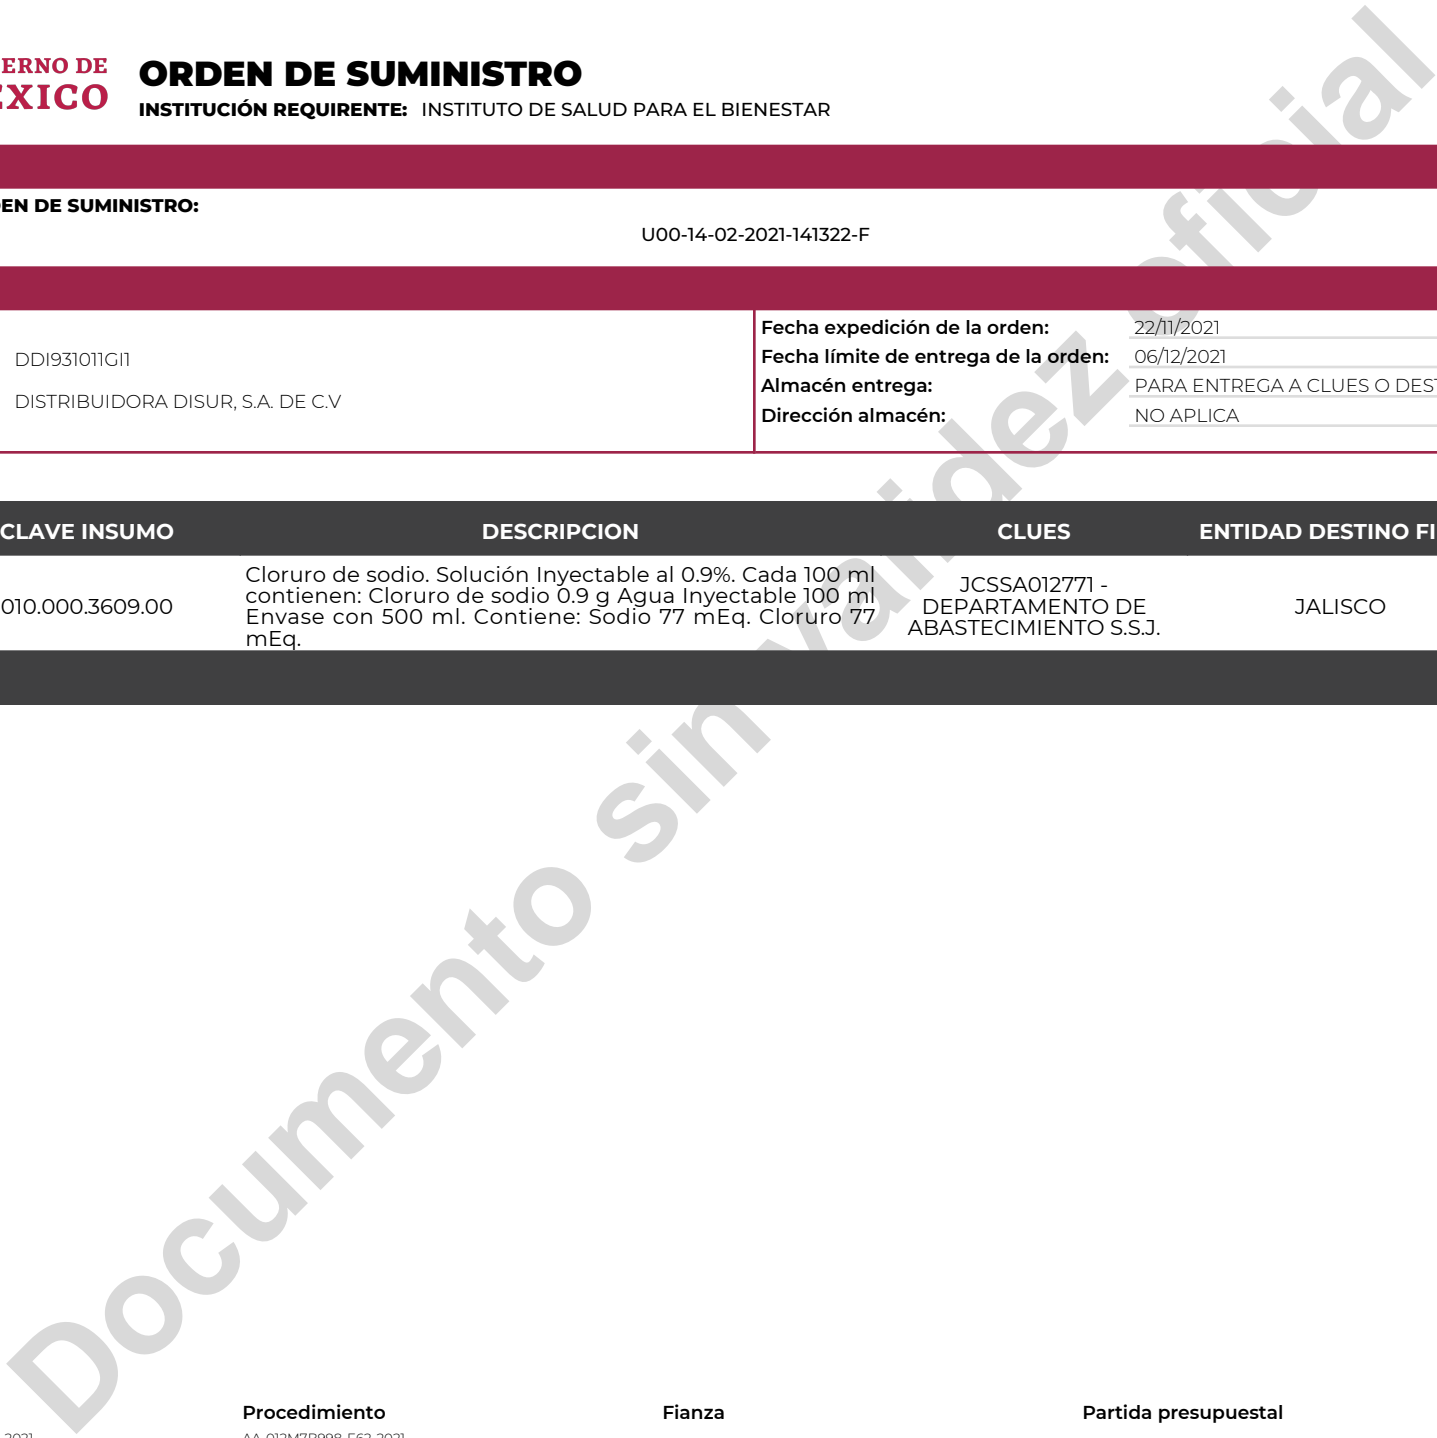 ERNO DE
ÉXICO
ORDEN DE SUMINISTRO
INSTITUCIÓN REQUIRENTE: INSTITUTO DE SALUD PARA EL BIENESTAR
EN DE SUMINISTRO:
U00-14-02-2021-141322-F
DDI931011GI1
DISTRIBUIDORA DISUR, S.A. DE C.V
Fecha expedición de la orden: 22/11/2021
Fecha límite de entrega de la orden: 06/12/2021
Almacén entrega: PARA ENTREGA A CLUES O DEST
Dirección almacén: NO APLICA
CLAVE INSUMO DESCRIPCION CLUES ENTIDAD DESTINO FI
010.000.3609.00
Cloruro de sodio. Solución Inyectable al 0.9%. Cada 100 ml
contienen: Cloruro de sodio 0.9 g Agua Inyectable 100 ml
Envase con 500 ml. Contiene: Sodio 77 mEq. Cloruro 77
mEq.
JCSSA012771 -
DEPARTAMENTO DE
ABASTECIMIENTO S.S.J.
JALISCO
Documento sin validez oficial
Procedimiento Fianza Partida presupuestal